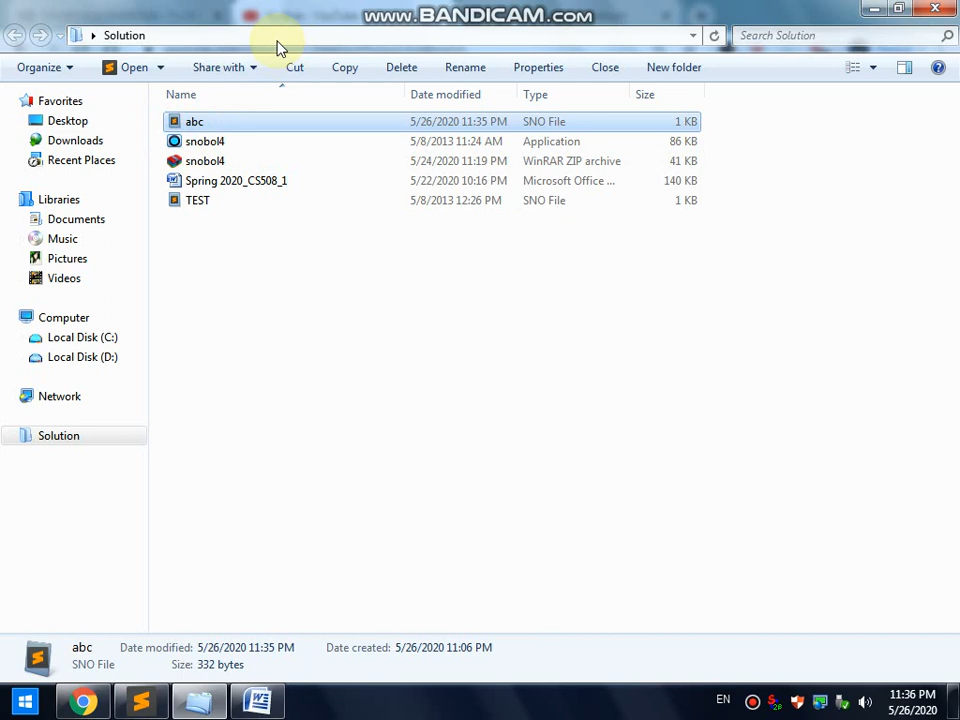 www.BANDICAM.com
Solution
Search Solution
Organize
Open
Share with
Cut
Copy
Delete
Rename
Properties
Close
New folder
Name
Date modified
Type
Size
Favorites
Desktop
Downloads
Recent Places
Libraries
Documents
Music
Pictures
Videos
Computer
Local Disk (C:)
Local Disk (D:)
Network
Solution
abc 5/26/2020 11:35 PM SNO File 1 KB
snobol4 5/8/2013 11:24 AM Application 86 KB
snobol4 5/24/2020 11:19 PM WinRAR ZIP archive 41 KB
Spring 2020_CS508_1 5/22/2020 10:16 PM Microsoft Office ... 140 KB
TEST 5/8/2013 12:26 PM SNO File 1 KB
abc Date modified: 5/26/2020 11:35 PM Date created: 5/26/2020 11:06 PM
SNO File Size: 332 bytes
EN
11:36 PM
5/26/2020